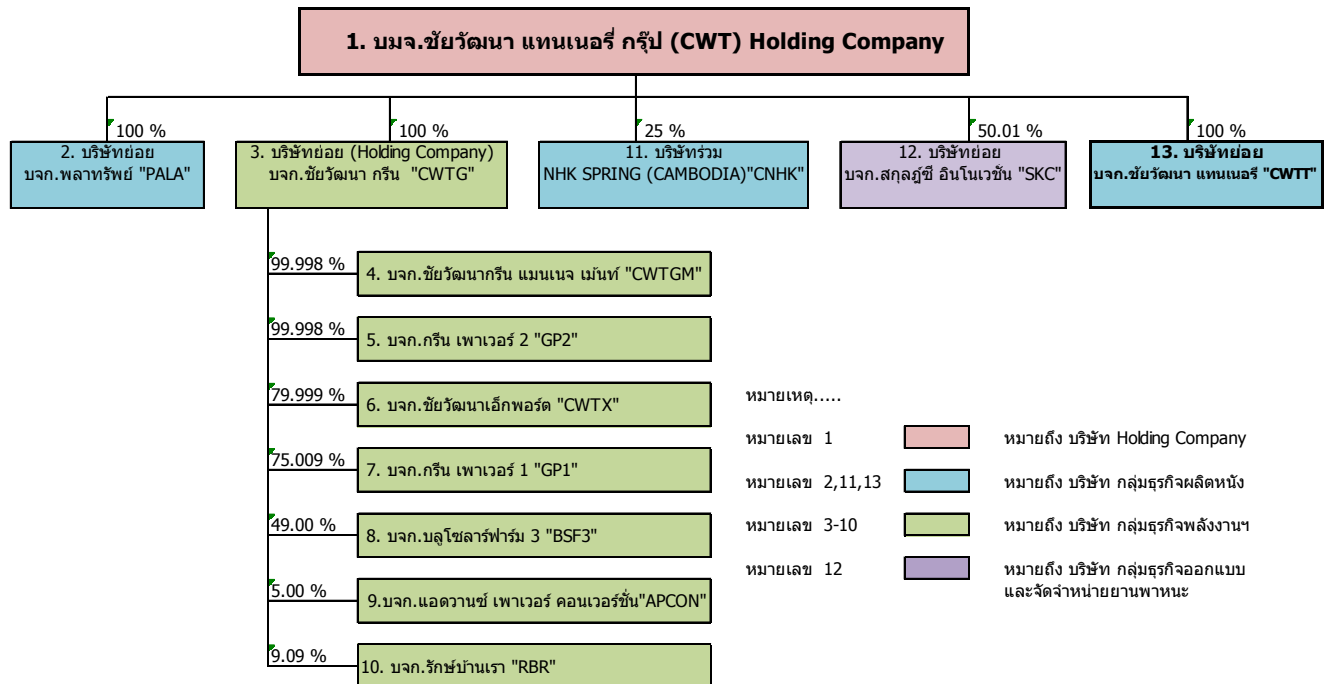 1. บมจ.ชัยวัฒนา แทนเนอรี่ กรุ๊ป (CWT) Holding Company
100 %
100 %
25 %
50.01 %
100 %
2. บริษัทย่อย
บจก.พลาทรัพย์ "PALA"
3. บริษัทย่อย (Holding Company)
บจก.ชัยวัฒนา กรีน "CWTG"
11. บริษัทร่วม
NHK SPRING (CAMBODIA)"CNHK"
12. บริษัทย่อย
บจก.สกุลฎ์ซี อินโนเวชั่น "SKC"
13. บริษัทย่อย
บจก.ชัยวัฒนา แทนเนอรี "CWTT"
99.998 %
4. บจก.ชัยวัฒนากรีน แมนเนจ เม้นท์ "CWTGM"
99.998 %
5. บจก.กรีน เพาเวอร์ 2 "GP2"
79.999 %
6. บจก.ชัยวัฒนาเอ็กพอร์ต "CWTX"
75.009 %
7. บจก.กรีน เพาเวอร์ 1 "GP1"
49.00 %
8. บจก.บลูโซลาร์ฟาร์ม 3 "BSF3"
5.00 %
9.บจก.แอดวานซ์ เพาเวอร์ คอนเวอร์ชั่น"APCON"
9.09 %
10. บจก.รักษ์บ้านเรา "RBR"
หมายเหตุ.....
หมายเลข 1 หมายถึง บริษัท Holding Company
หมายเลข 2,11,13 หมายถึง บริษัท กลุ่มธุรกิจผลิตหนัง
หมายเลข 3-10 หมายถึง บริษัท กลุ่มธุรกิจพลังงานฯ
หมายเลข 12 หมายถึง บริษัท กลุ่มธุรกิจออกแบบ
และจัดจำหน่ายยานพาหนะ